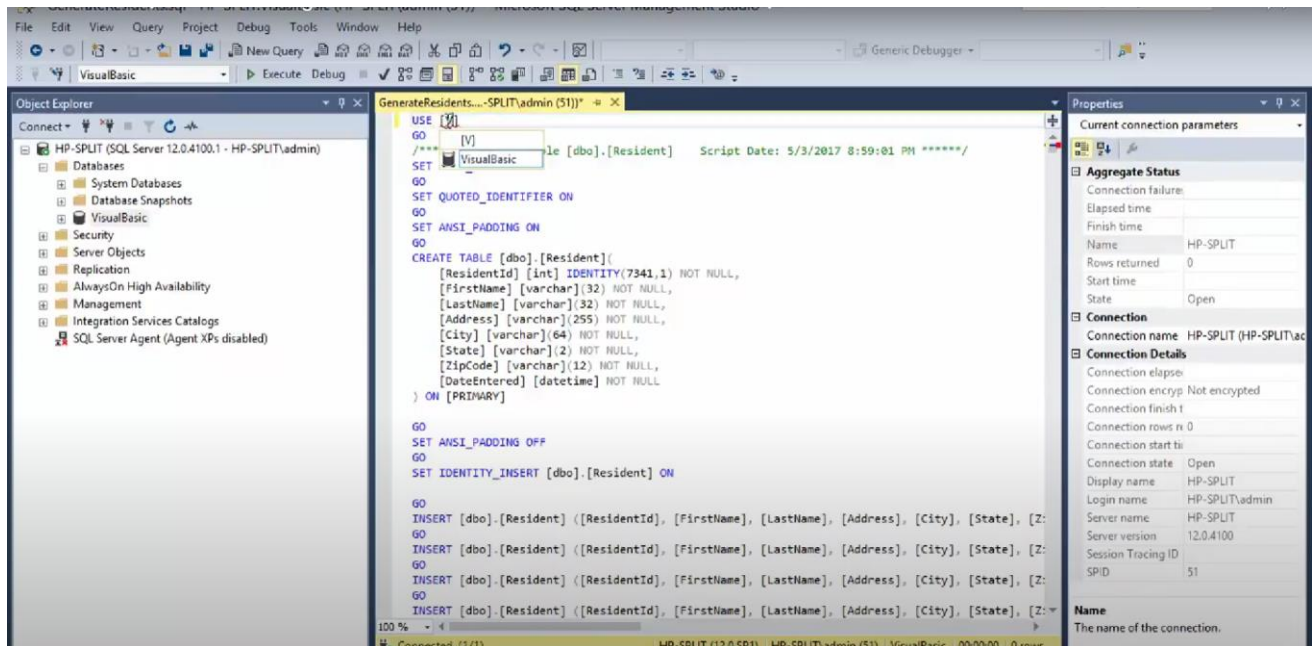 Microsoft SQL Server Management Studio
File Edit View Query Project Debug Tools Window Help
New Query Generic Debugger
VisualBasic Execute Debug
Object Explorer
Connect
HP-SPLIT (SQL Server 12.0.4100.1 - HP-SPLIT\admin)
Databases
System Databases
Database Snapshots
VisualBasic
Security
Server Objects
Replication
AlwaysOn High Availability
Management
Integration Services Catalogs
SQL Server Agent (Agent XPs disabled)
GenerateResidents....-SPLIT\admin (51))*
USE [V]
GO
[V]
VisualBasic
/*** le [dbo].[Resident] Script Date: 5/3/2017 8:59:01 PM ******/
SET
GO
SET QUOTED_IDENTIFIER ON
GO
SET ANSI_PADDING ON
GO
CREATE TABLE [dbo].[Resident](
[ResidentId] [int] IDENTITY(7341,1) NOT NULL,
[FirstName] [varchar](32) NOT NULL,
[LastName] [varchar](32) NOT NULL,
[Address] [varchar](255) NOT NULL,
[City] [varchar](64) NOT NULL,
[State] [varchar](2) NOT NULL,
[ZipCode] [varchar](12) NOT NULL,
[DateEntered] [datetime] NOT NULL
) ON [PRIMARY]
GO
SET ANSI_PADDING OFF
GO
SET IDENTITY_INSERT [dbo].[Resident] ON
GO
INSERT [dbo].[Resident] ([ResidentId], [FirstName], [LastName], [Address], [City], [State], [Z:
GO
INSERT [dbo].[Resident] ([ResidentId], [FirstName], [LastName], [Address], [City], [State], [Z:
GO
INSERT [dbo].[Resident] ([ResidentId], [FirstName], [LastName], [Address], [City], [State], [Z:
GO
INSERT [dbo].[Resident] ([ResidentId], [FirstName], [LastName], [Address], [City], [State], [Z:
100 %
Connected. (1/1) HP-SPLIT (12.0 SP1) HP-SPLIT\admin (51) VisualBasic 00:00:00 0 rows
Properties
Current connection parameters
Aggregate Status
Connection failure:
Elapsed time
Finish time
Name HP-SPLIT
Rows returned 0
Start time
State Open
Connection
Connection name HP-SPLIT (HP-SPLIT\ac
Connection Details
Connection elapse
Connection encryp Not encrypted
Connection finish t
Connection rows r 0
Connection start ti
Connection state Open
Display name HP-SPLIT
Login name HP-SPLIT\admin
Server name HP-SPLIT
Server version 12.0.4100
Session Tracing ID
SPID 51
Name
The name of the connection.